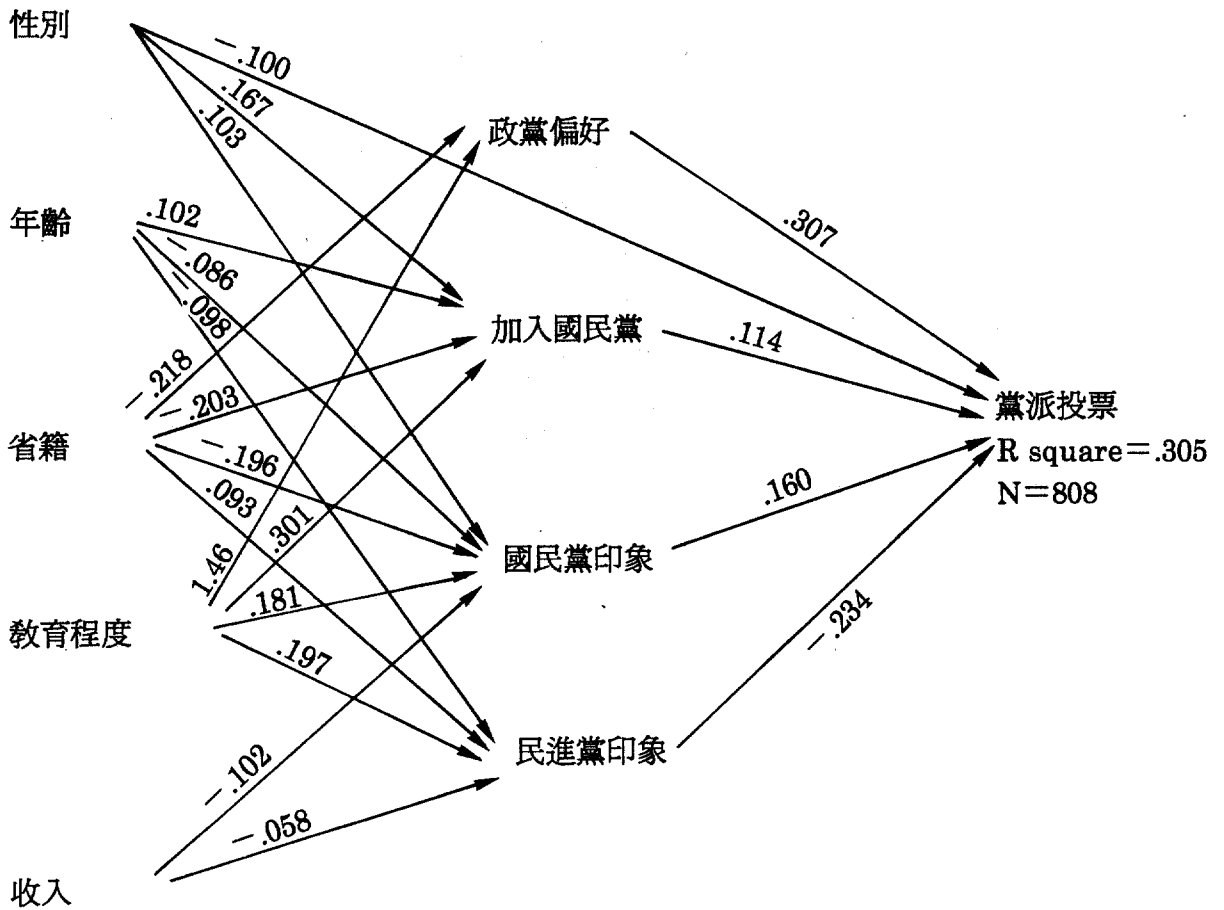 性別
－.100
.167
.103
政黨偏好
年齡
.102
－.086
－.098
.307
加入國民黨
.114
－.218
－.203
黨派投票
省籍
－.196
R square＝.305
.093
.160
N＝808
.301
國民黨印象
1.46
.181
教育程度
－.234
.197
民進黨印象
－.102
－.058
收入